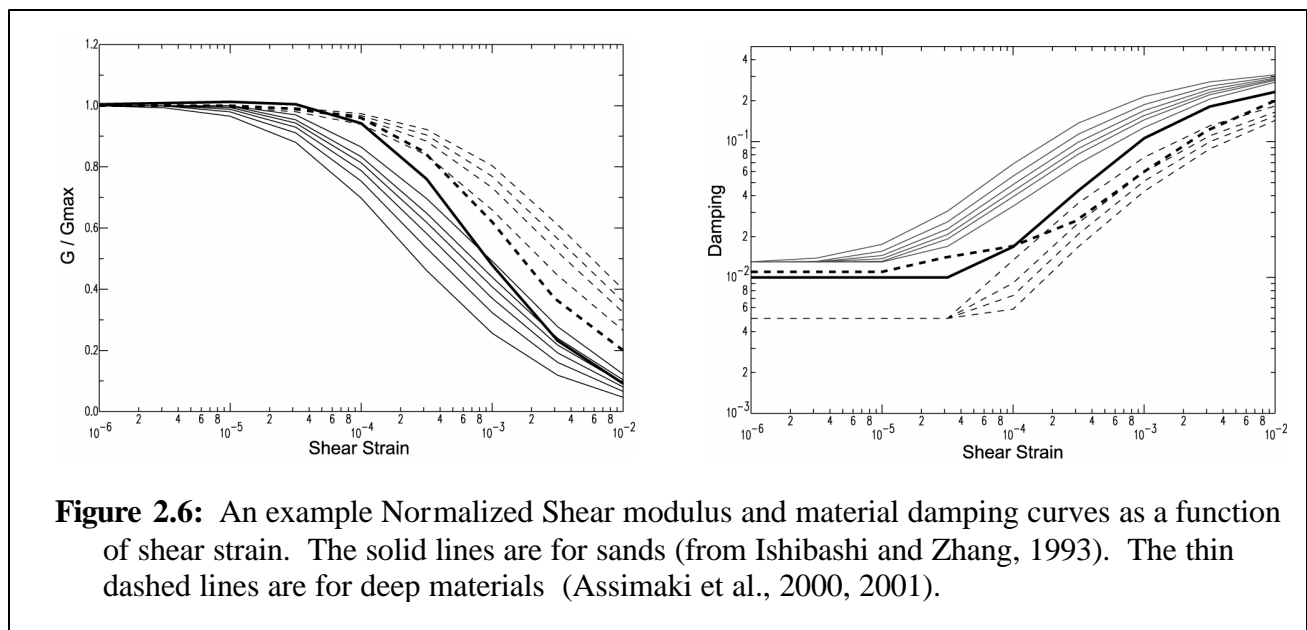 1.2
1.0
0.8
0.6
0.4
0.2
0.0
G / Gmax
10⁻⁶ 2 4 6 8 10⁻⁵ 2 4 6 8 10⁻⁴ 2 4 6 8 10⁻³ 2 4 6 8 10⁻²
Shear Strain
4
2
10⁻¹
8
6
4
2
10⁻²
8
6
4
2
10⁻³
Damping
10⁻⁶ 2 4 6 8 10⁻⁵ 2 4 6 8 10⁻⁴ 2 4 6 8 10⁻³ 2 4 6 8 10⁻²
Shear Strain
Figure 2.6: An example Normalized Shear modulus and material damping curves as a function
of shear strain. The solid lines are for sands (from Ishibashi and Zhang, 1993). The thin
dashed lines are for deep materials (Assimaki et al., 2000, 2001).